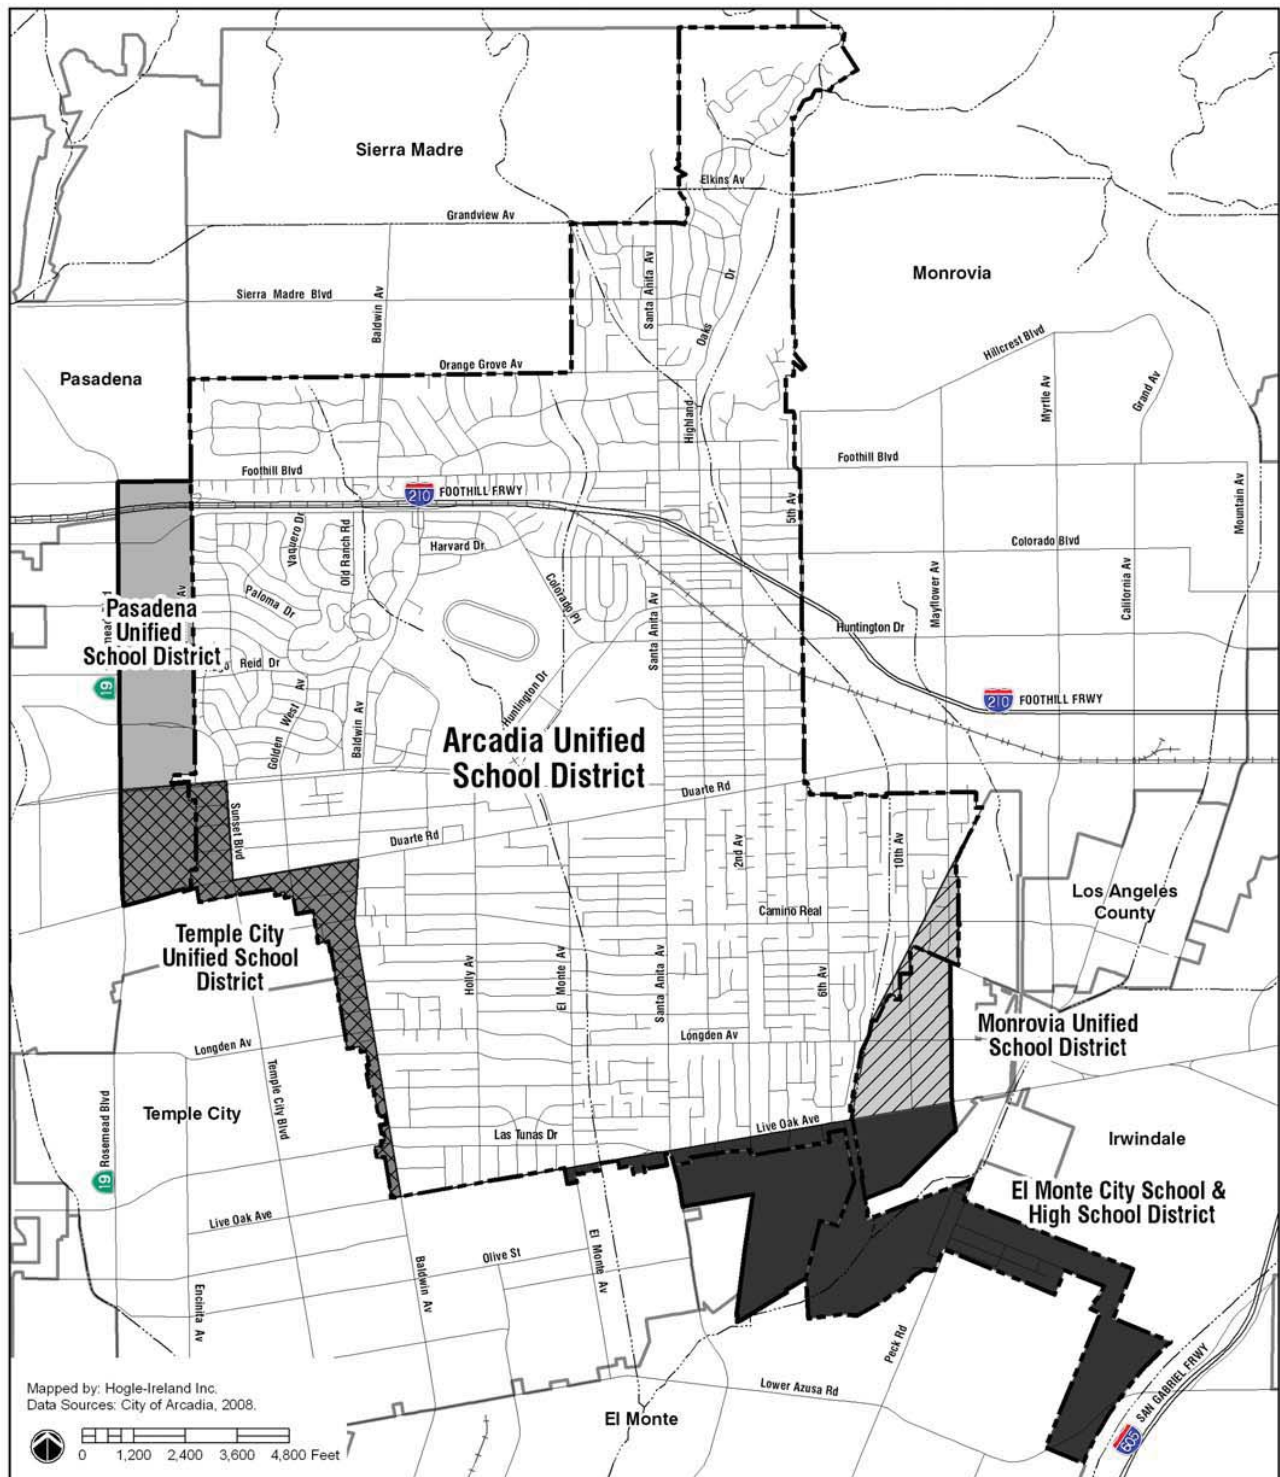 Sierra Madre
Elkins Av
Grandview Av
Monrovia
Santa Anita Av
Dr
Sierra Madre Blvd
Baldwin Av
Oaks
Hillcrest Blvd
Orange Grove Av
Pasadena
Myrtle Av
Grand Av
Highland
Foothill Blvd
Foothill Blvd
210 FOOTHILL FRWY
5th Av
Mountain Av
Vaquero Dr
Old Ranch Rd
Harvard Dr
Colorado Blvd
Colorado Pl
Paloma Dr
Av
Mayflower Av
California Av
Pasadena
Unified
School District
Santa Anita Av
Huntington Dr
Reid Dr
19
Golden West Av
Baldwin Av
Huntington Dr
210 FOOTHILL FRWY
Arcadia Unified
School District
Duarte Rd
Sunset Blvd
Duarte Rd
2nd Av
10th Av
Los Angeles
County
Camino Real
Temple City
Unified School
District
Holly Av
El Monte Av
Santa Anita Av
6th Av
Monrovia Unified
School District
Longden Av
Longden Av
Temple City Blvd
Temple City
Rosemead Blvd
19
Las Tunas Dr
Live Oak Ave
Irwindale
El Monte City School &
High School District
Live Oak Ave
Olive St
El Monte Av
Baldwin Av
Encinita Av
Peck Rd
Lower Azusa Rd
SAN GABRIEL FRWY
605
El Monte
Mapped by: Hogle-Ireland Inc.
Data Sources: City of Arcadia, 2008.
0 1,200 2,400 3,600 4,800 Feet